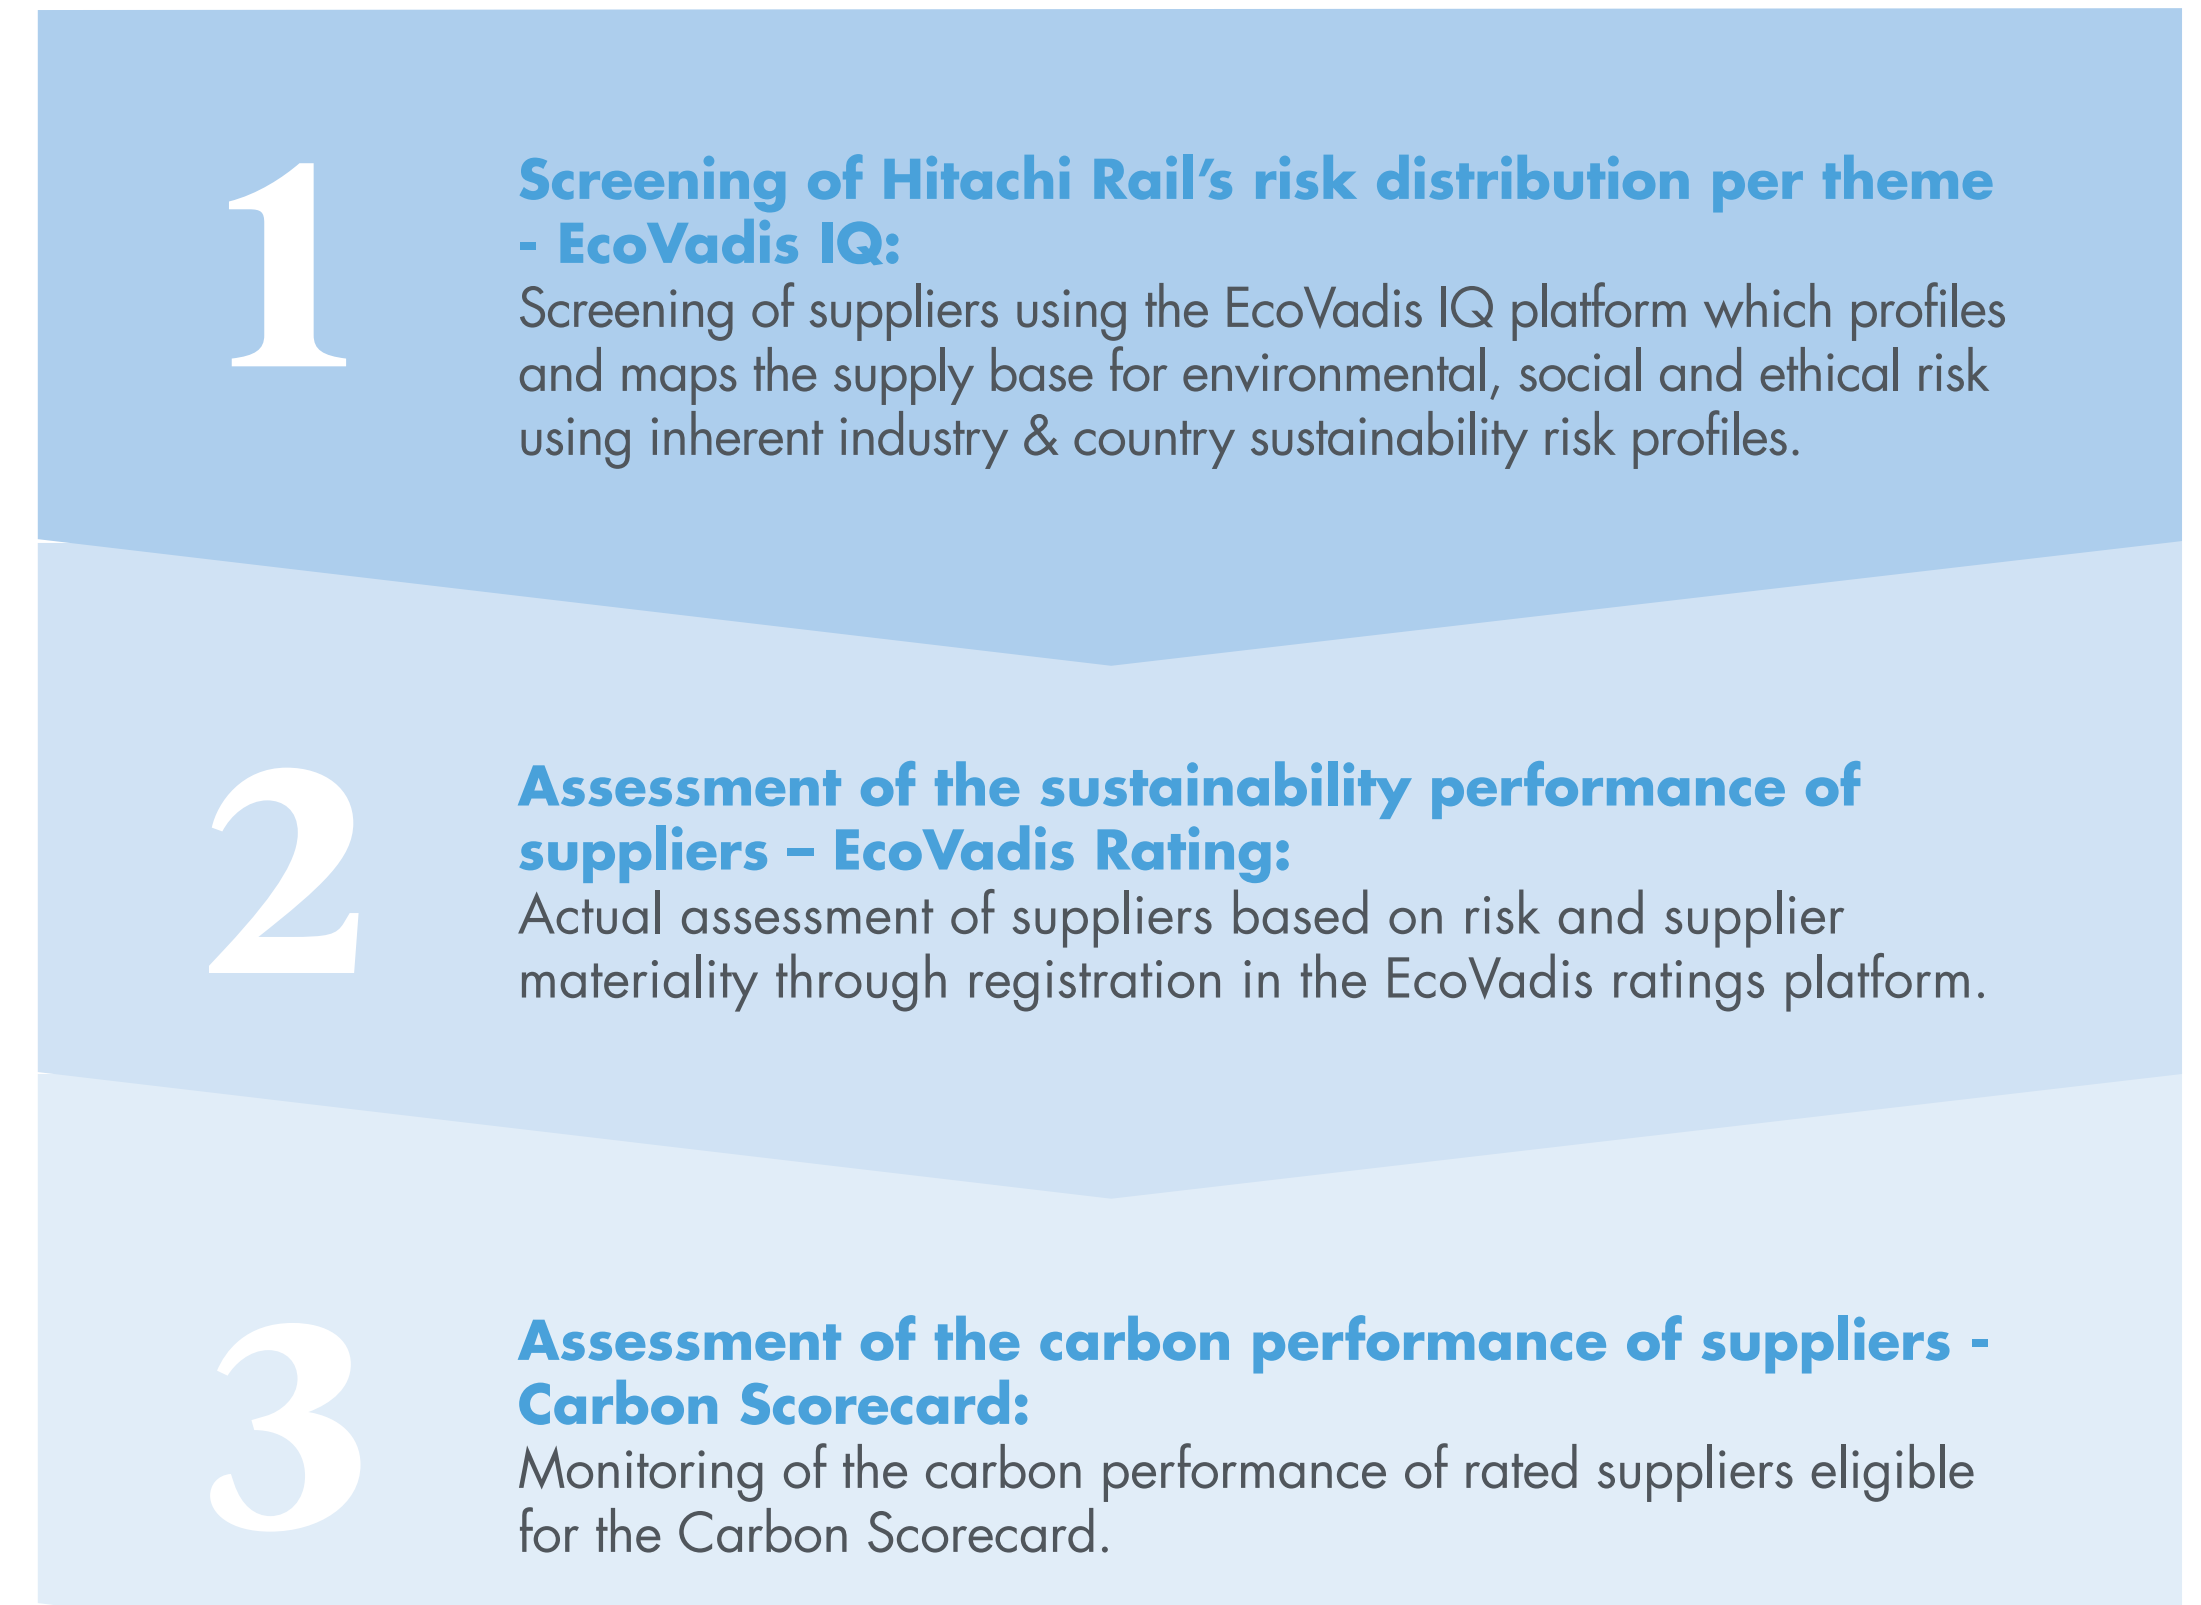 1
Screening of Hitachi Rail’s risk distribution per theme
- EcoVadis IQ:
Screening of suppliers using the EcoVadis IQ platform which profiles
and maps the supply base for environmental, social and ethical risk
using inherent industry & country sustainability risk profiles.
2
Assessment of the sustainability performance of
suppliers – EcoVadis Rating:
Actual assessment of suppliers based on risk and supplier
materiality through registration in the EcoVadis ratings platform.
3
Assessment of the carbon performance of suppliers -
Carbon Scorecard:
Monitoring of the carbon performance of rated suppliers eligible
for the Carbon Scorecard.